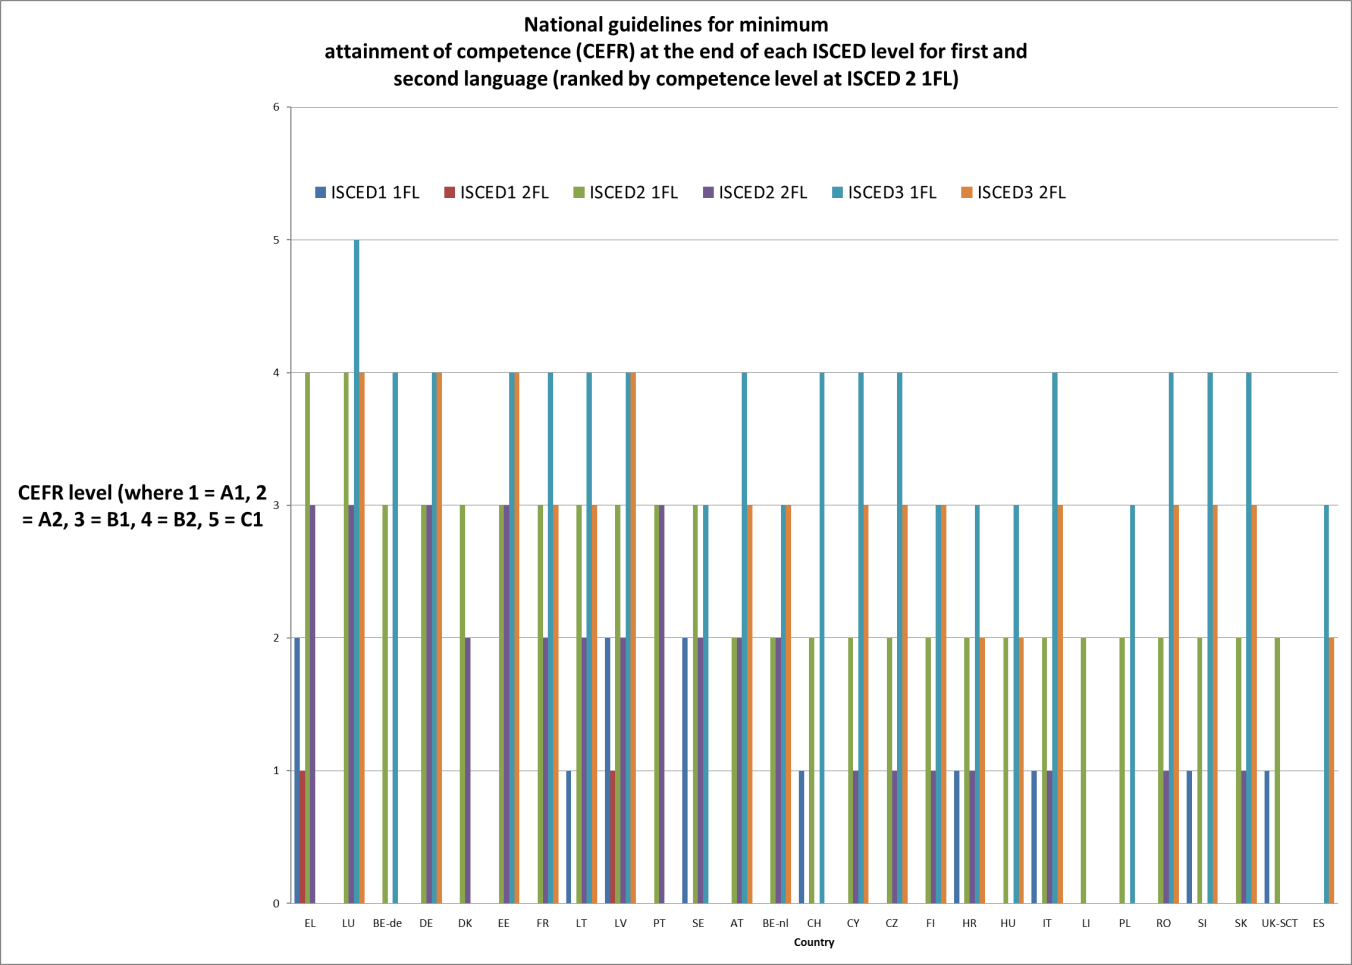 National guidelines for minimum
attainment of competence (CEFR) at the end of each ISCED level for first and
second language (ranked by competence level at ISCED 2 1FL)
6
ISCED1 1FL ISCED1 2FL ISCED2 1FL ISCED2 2FL ISCED3 1FL ISCED3 2FL
5
4
CEFR level (where 1 = A1, 2
= A2, 3 = B1, 4 = B2, 5 = C1
3
2
1
0
EL LU BE-de DE DK EE FR LT LV PT SE AT BE-nl CH CY CZ FI HR HU IT LI PL RO SI SK UK-SCT ES
Country